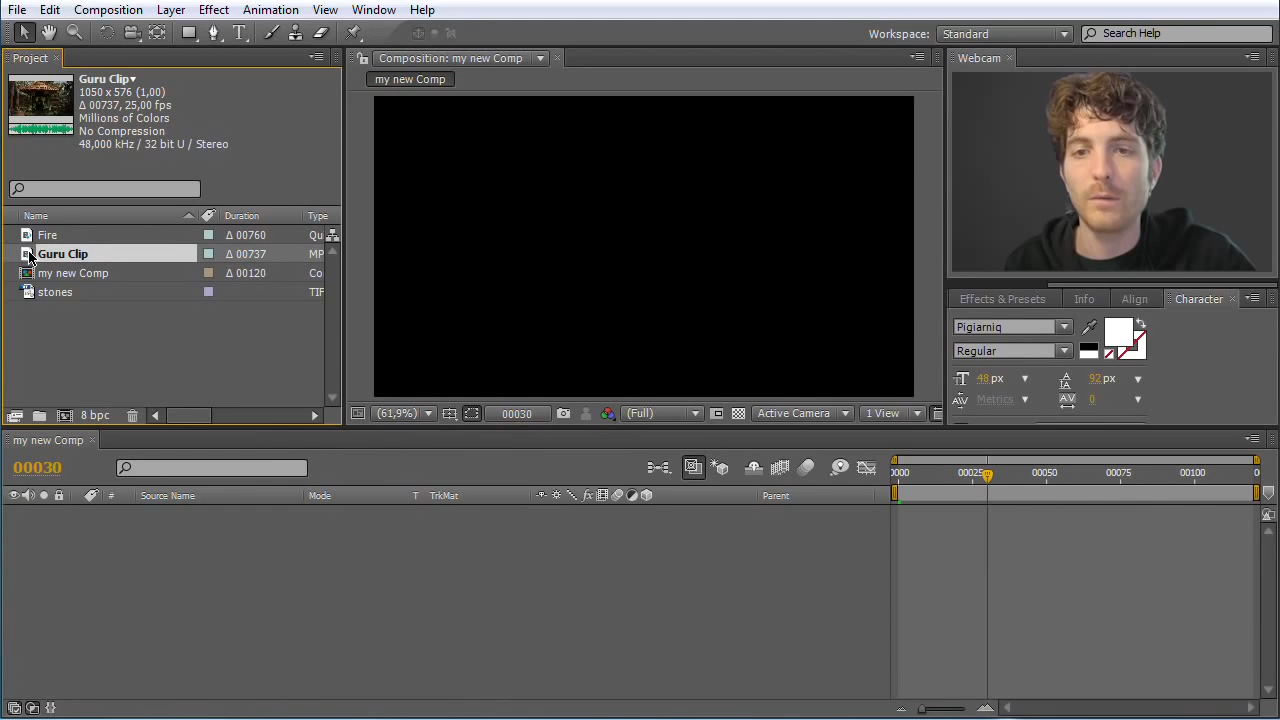 File Edit Composition Layer Effect Animation View Window Help
Workspace: Standard Search Help
Project
Guru Clip
1050 x 576 (1,00)
Δ 00737, 25,00 fps
Millions of Colors
No Compression
48,000 kHz / 32 bit U / Stereo
Name Duration Type
Fire Δ 00760 Qu
Guru Clip Δ 00737 MP
my new Comp Δ 00120 Co
stones TIF
8 bpc
Composition: my new Comp
my new Comp
(61,9%) 00030 (Full) Active Camera 1 View
Webcam
Effects & Presets Info Align Character
Pigiarniq
Regular
48 px 92 px
Metrics 0
my new Comp
00030
# Source Name Mode T TrkMat Parent
0000 00025 00050 00075 00100 0